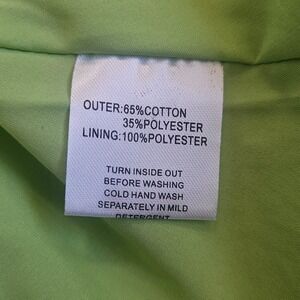 OUTER:65%COTTON
35%POLYESTER
LINING:100%POLYESTER
TURN INSIDE OUT
BEFORE WASHING
COLD HAND WASH
SEPARATELY IN MILD
DETERGENT